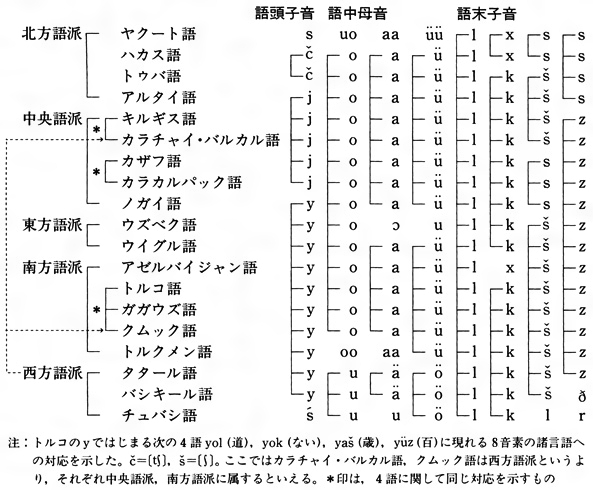 語頭子音 語中母音 語末子音
北方語派 ヤクート語 s uo aa üü l x s s
ハカス語 č o a ü l x s s
トゥバ語 č o a ü l k š s
アルタイ語 j o a ü l k š s
中央語派 * キルギス語 j o a ü l k š z
カラチャイ・バルカル語 j o a ü l k š z
* カザフ語 j o a ü l k s z
カラカルパック語 j o a ü l k s z
ノガイ語 y o a ü l k s z
東方語派 ウズベク語 y o ɔ u l k š z
ウイグル語 y o a ü l k š z
南方語派 アゼルバイジャン語 y o a ü l x š z
トルコ語 y o a ü l k š z
* ガガウズ語 y o a ü l k š z
クムック語 y o a ü l k š z
トルクメン語 y oo aa ü l k š z
西方語派 タタール語 y u ä ö l k š z
バシキール語 y u ä ö l k š ð
チュバシ語 ś u u ö l k l r
注：トルコのyではじまる次の4語 yol (道)，yok (ない)，yaš (歳)，yüz (百) に現れる8音素の諸言語へ
の対応を示した。č=[tʃ]，š=[ʃ]。ここではカラチャイ・バルカル語，クムック語は西方語派というよ
り，それぞれ中央語派，南方語派に属するといえる。＊印は，4語に関して同じ対応を示すもの